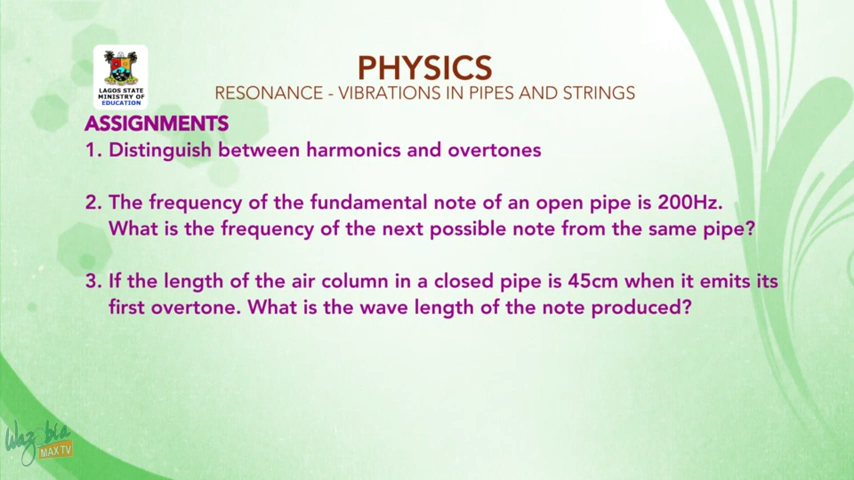 PHYSICS
RESONANCE - VIBRATIONS IN PIPES AND STRINGS
LAGOS STATE
MINISTRY OF
EDUCATION
ASSIGNMENTS
1. Distinguish between harmonics and overtones
2. The frequency of the fundamental note of an open pipe is 200Hz.
What is the frequency of the next possible note from the same pipe?
3. If the length of the air column in a closed pipe is 45cm when it emits its
first overtone. What is the wave length of the note produced?
MAX TV